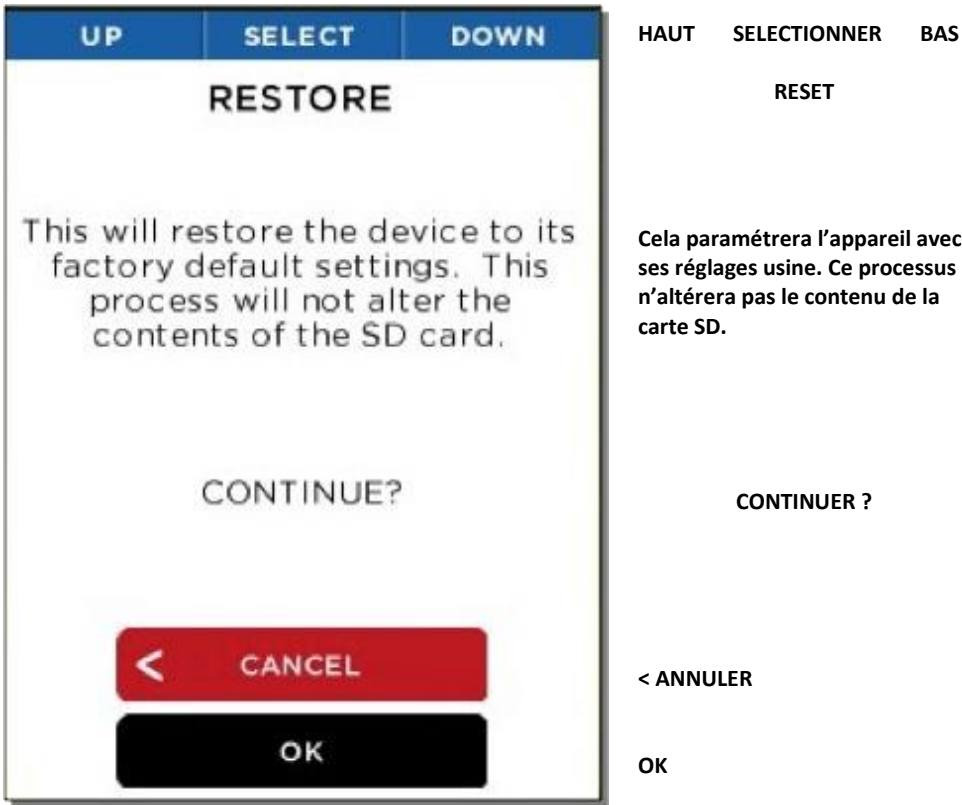 UP SELECT DOWN
RESTORE
This will restore the device to its
factory default settings. This
process will not alter the
contents of the SD card.
CONTINUE?
< CANCEL
OK
HAUT SELECTIONNER BAS
RESET
Cela paramétrera l’appareil avec
ses réglages usine. Ce processus
n’altérera pas le contenu de la
carte SD.
CONTINUER ?
< ANNULER
OK